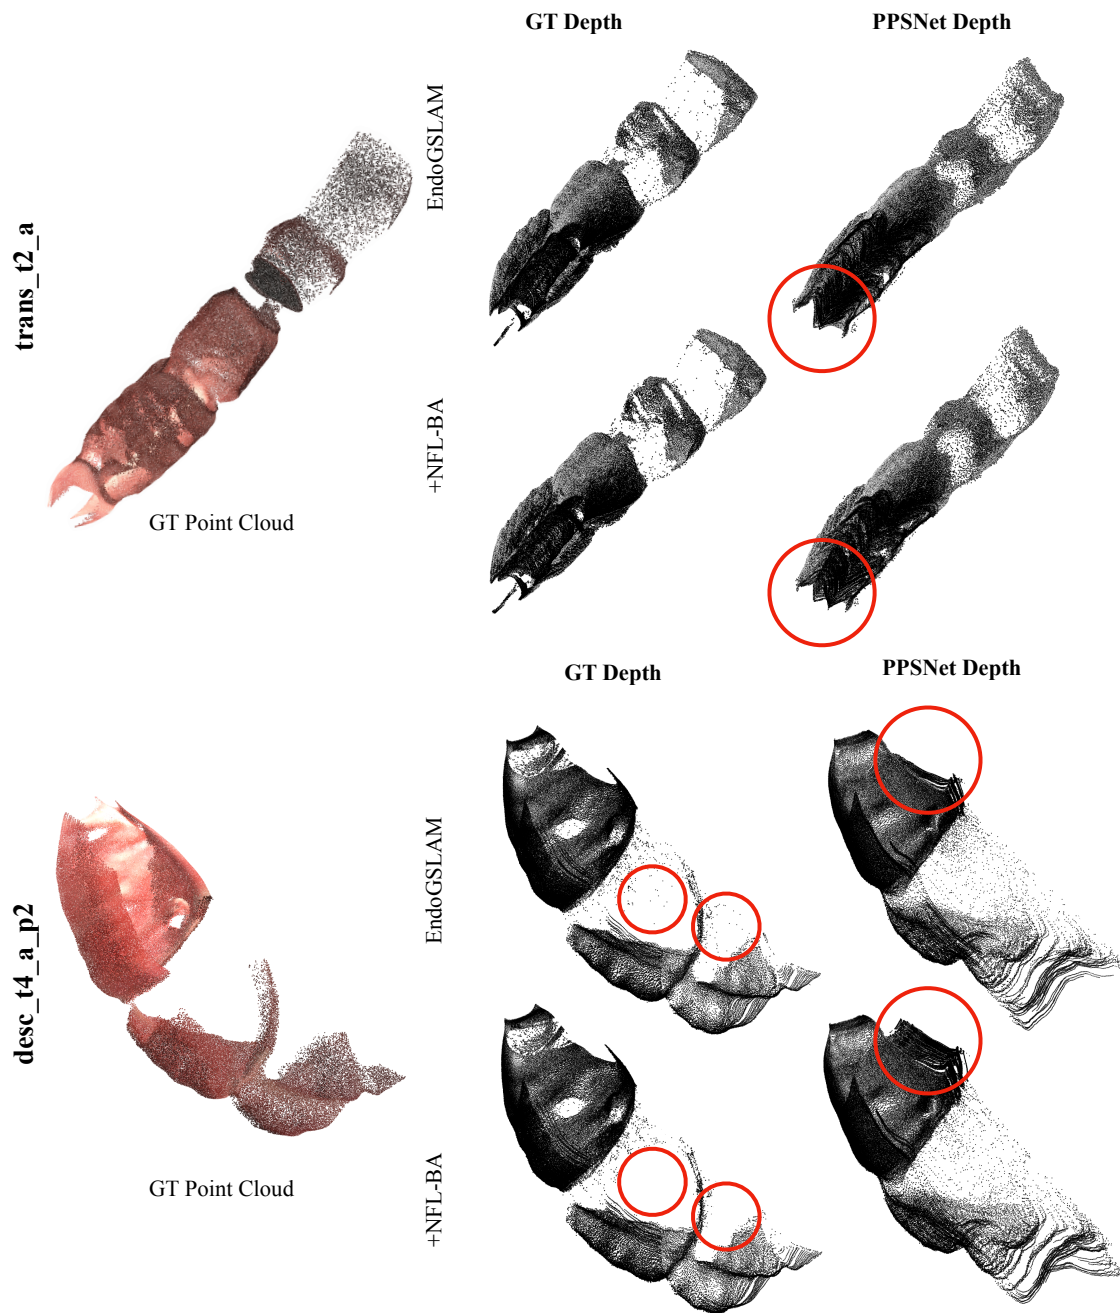 GT Depth
PPSNet Depth
trans_t2_a
EndoGSLAM
+NFL-BA
GT Point Cloud
GT Depth
PPSNet Depth
desc_t4_a_p2
EndoGSLAM
+NFL-BA
GT Point Cloud